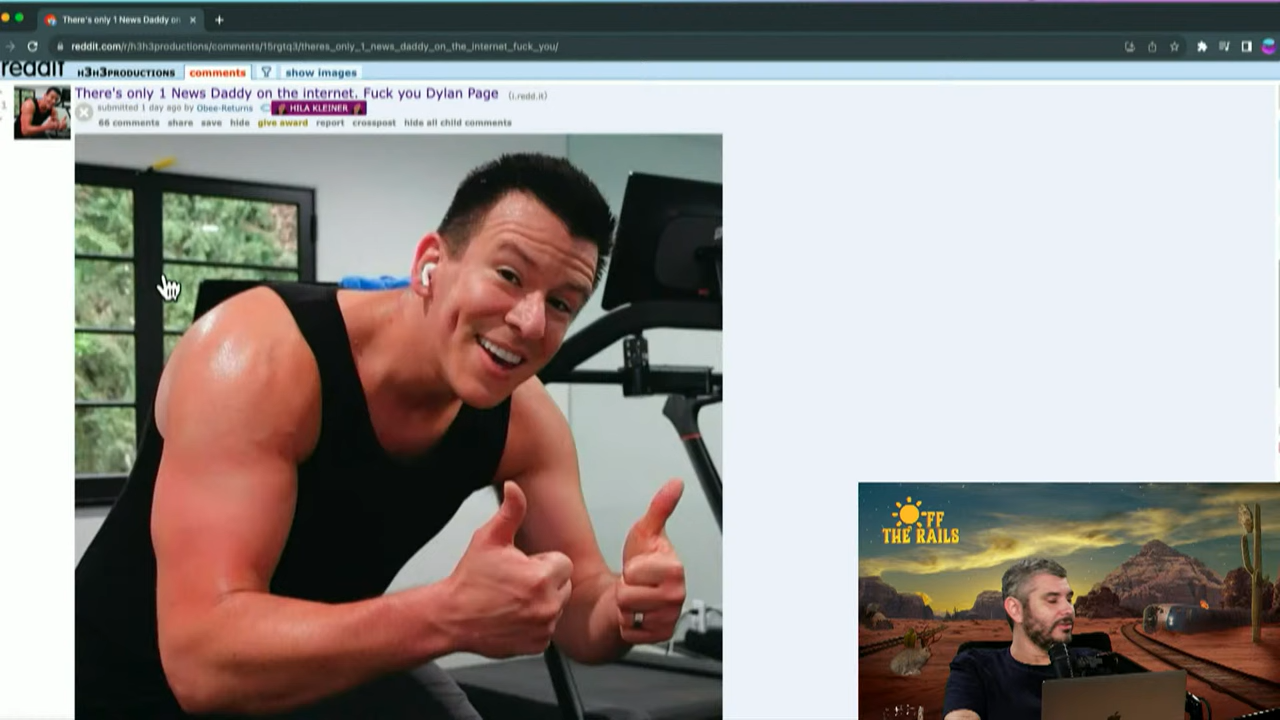 There's only 1 News Daddy on
reddit.com/r/h3h3productions/comments/15rgtq3/theres_only_1_news_daddy_on_the_internet_fuck_you/
reddit H3H3PRODUCTIONS comments show images
There's only 1 News Daddy on the internet. Fuck you Dylan Page (i.redd.it)
submitted 1 day ago by Obee-Returns HILA KLEINER
66 comments share save hide give award report crosspost hide all child comments
OFF
THE RAILS